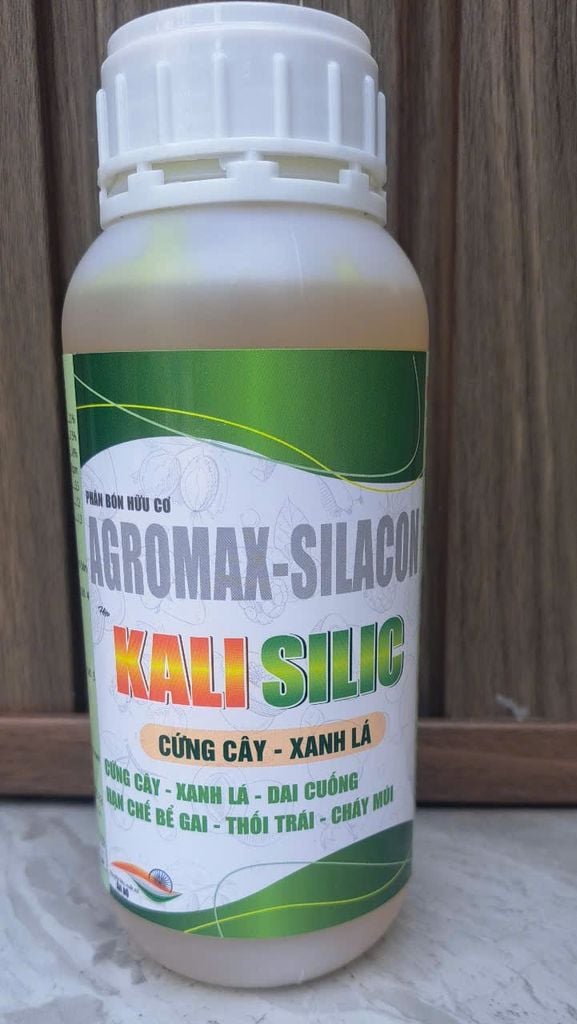 PHÂN BÓN HỮU CƠ
AGROMAX-SILACON
KALI SILIC
CỨNG CÂY - XANH LÁ
CỨNG CÂY - XANH LÁ - DAI CUỐNG
HẠN CHẾ BỂ GAI - THỐI TRÁI - CHÁY MÚI